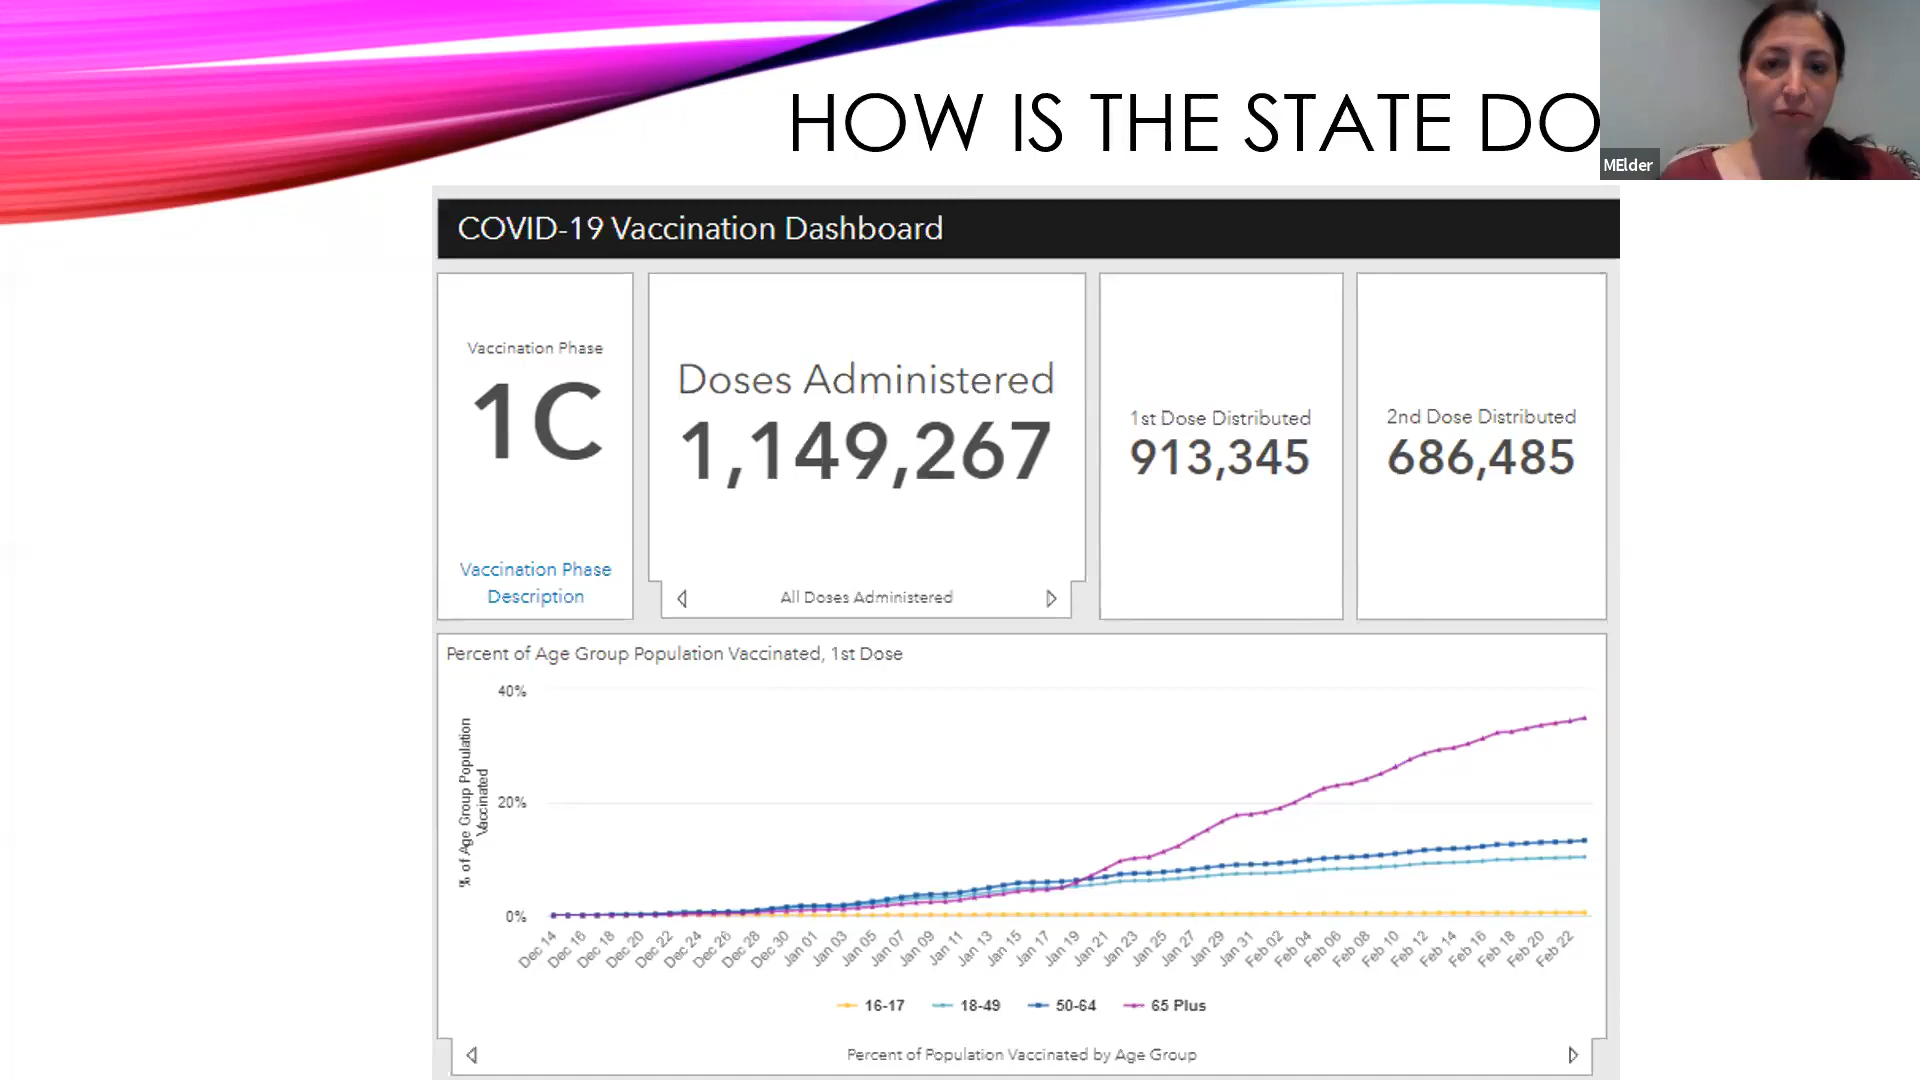 HOW IS THE STATE DO
MElder
COVID-19 Vaccination Dashboard
Vaccination Phase
1C
Vaccination Phase
Description
Doses Administered
1,149,267
All Doses Administered
1st Dose Distributed
913,345
2nd Dose Distributed
686,485
Percent of Age Group Population Vaccinated, 1st Dose
% of Age Group Population
Vaccinated
40%
20%
0%
Dec 14
Dec 16
Dec 18
Dec 20
Dec 22
Dec 24
Dec 26
Dec 28
Dec 30
Jan 01
Jan 03
Jan 05
Jan 07
Jan 09
Jan 11
Jan 13
Jan 15
Jan 17
Jan 19
Jan 21
Jan 23
Jan 25
Jan 27
Jan 29
Jan 31
Feb 02
Feb 04
Feb 06
Feb 08
Feb 10
Feb 12
Feb 14
Feb 16
Feb 18
Feb 20
Feb 22
16-17 18-49 50-64 65 Plus
Percent of Population Vaccinated by Age Group